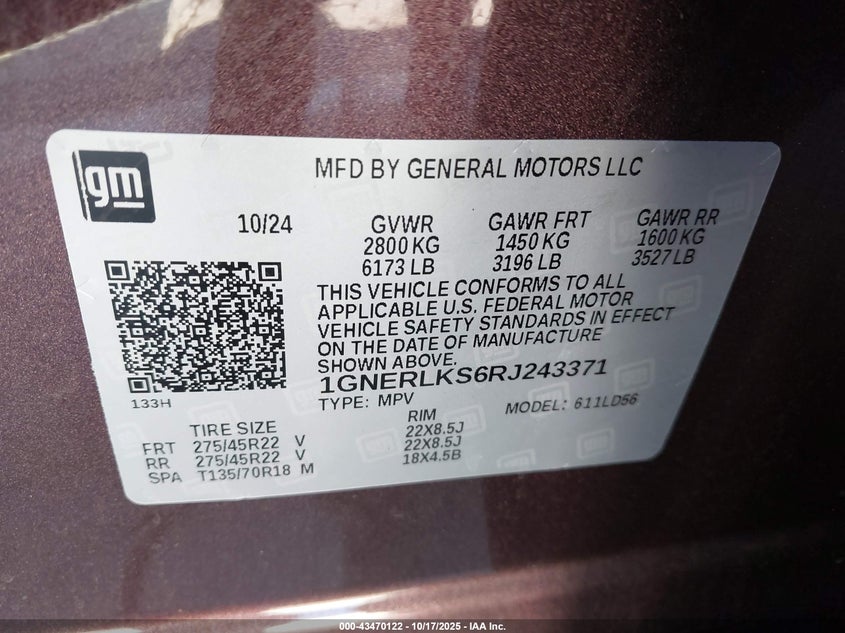 gm
MFD BY GENERAL MOTORS LLC
10/24 GVWR GAWR FRT GAWR RR
2800 KG 1450 KG 1600 KG
6173 LB 3196 LB 3527 LB
THIS VEHICLE CONFORMS TO ALL
APPLICABLE U.S. FEDERAL MOTOR
VEHICLE SAFETY STANDARDS IN EFFECT
ON THE DATE OF MANUFACTURE
SHOWN ABOVE.
1GNERLKS6RJ243371
133H
TYPE: MPV MODEL: 611LD56
TIRE SIZE RIM
FRT 275/45R22 V 22X8.5J
RR 275/45R22 V 22X8.5J
SPA T135/70R18 M 18X4.5B
000-43470122 - 10/17/2025 - IAA Inc.